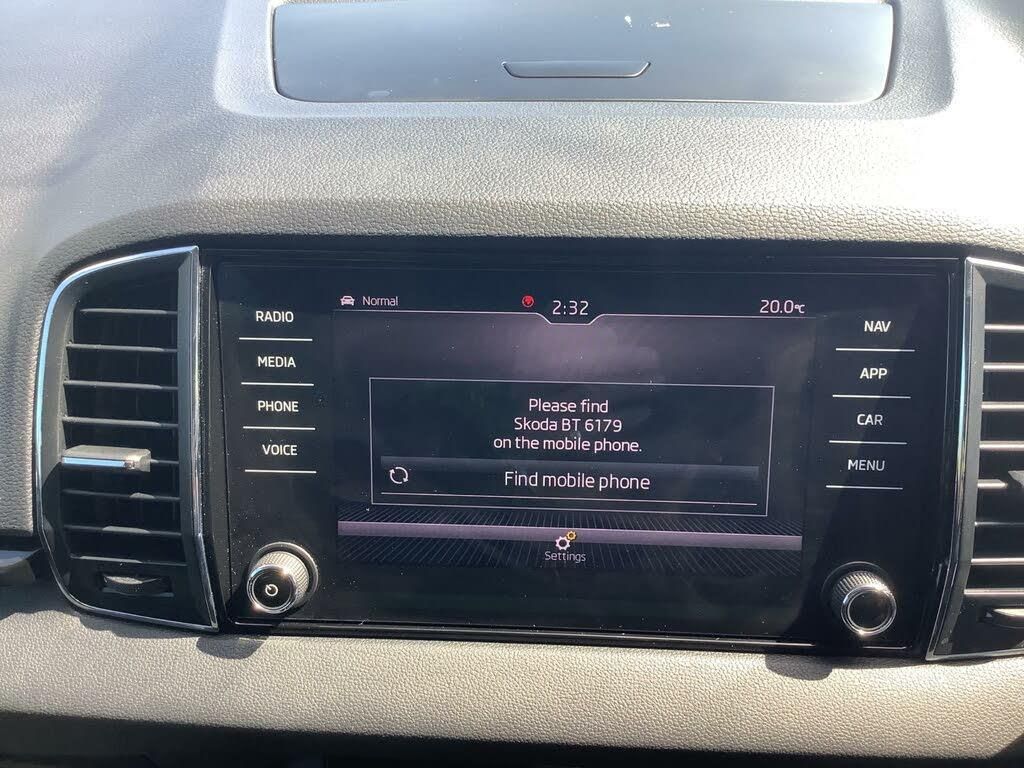 Normal
2:32
20.0°C
RADIO
MEDIA
PHONE
VOICE
Please find
Skoda BT 6179
on the mobile phone.
Find mobile phone
Settings
NAV
APP
CAR
MENU